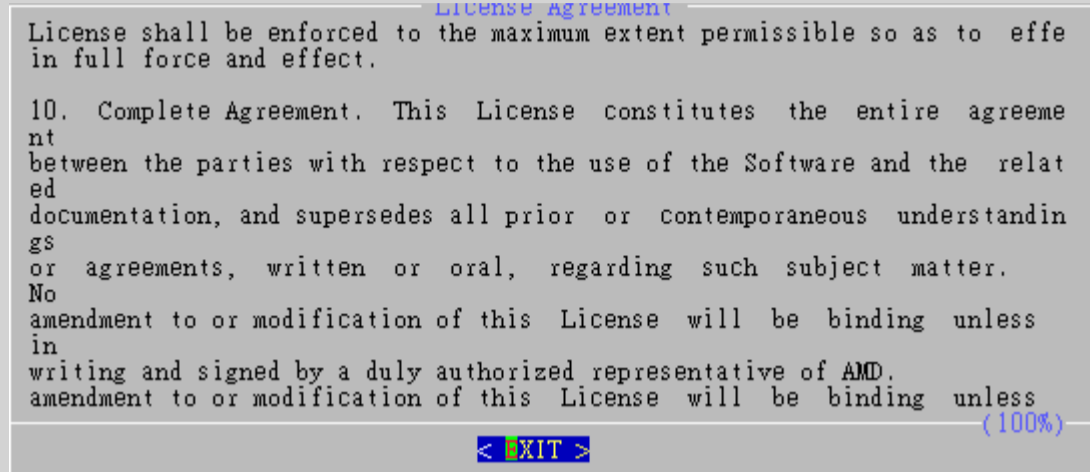 License Agreement
License shall be enforced to the maximum extent permissible so as to effe
in full force and effect.
10. Complete Agreement. This License constitutes the entire agreeme
nt
between the parties with respect to the use of the Software and the relat
ed
documentation, and supersedes all prior or contemporaneous understandin
gs
or agreements, written or oral, regarding such subject matter.
No
amendment to or modification of this License will be binding unless
in
writing and signed by a duly authorized representative of AMD.
amendment to or modification of this License will be binding unless
(100%)
< EXIT >